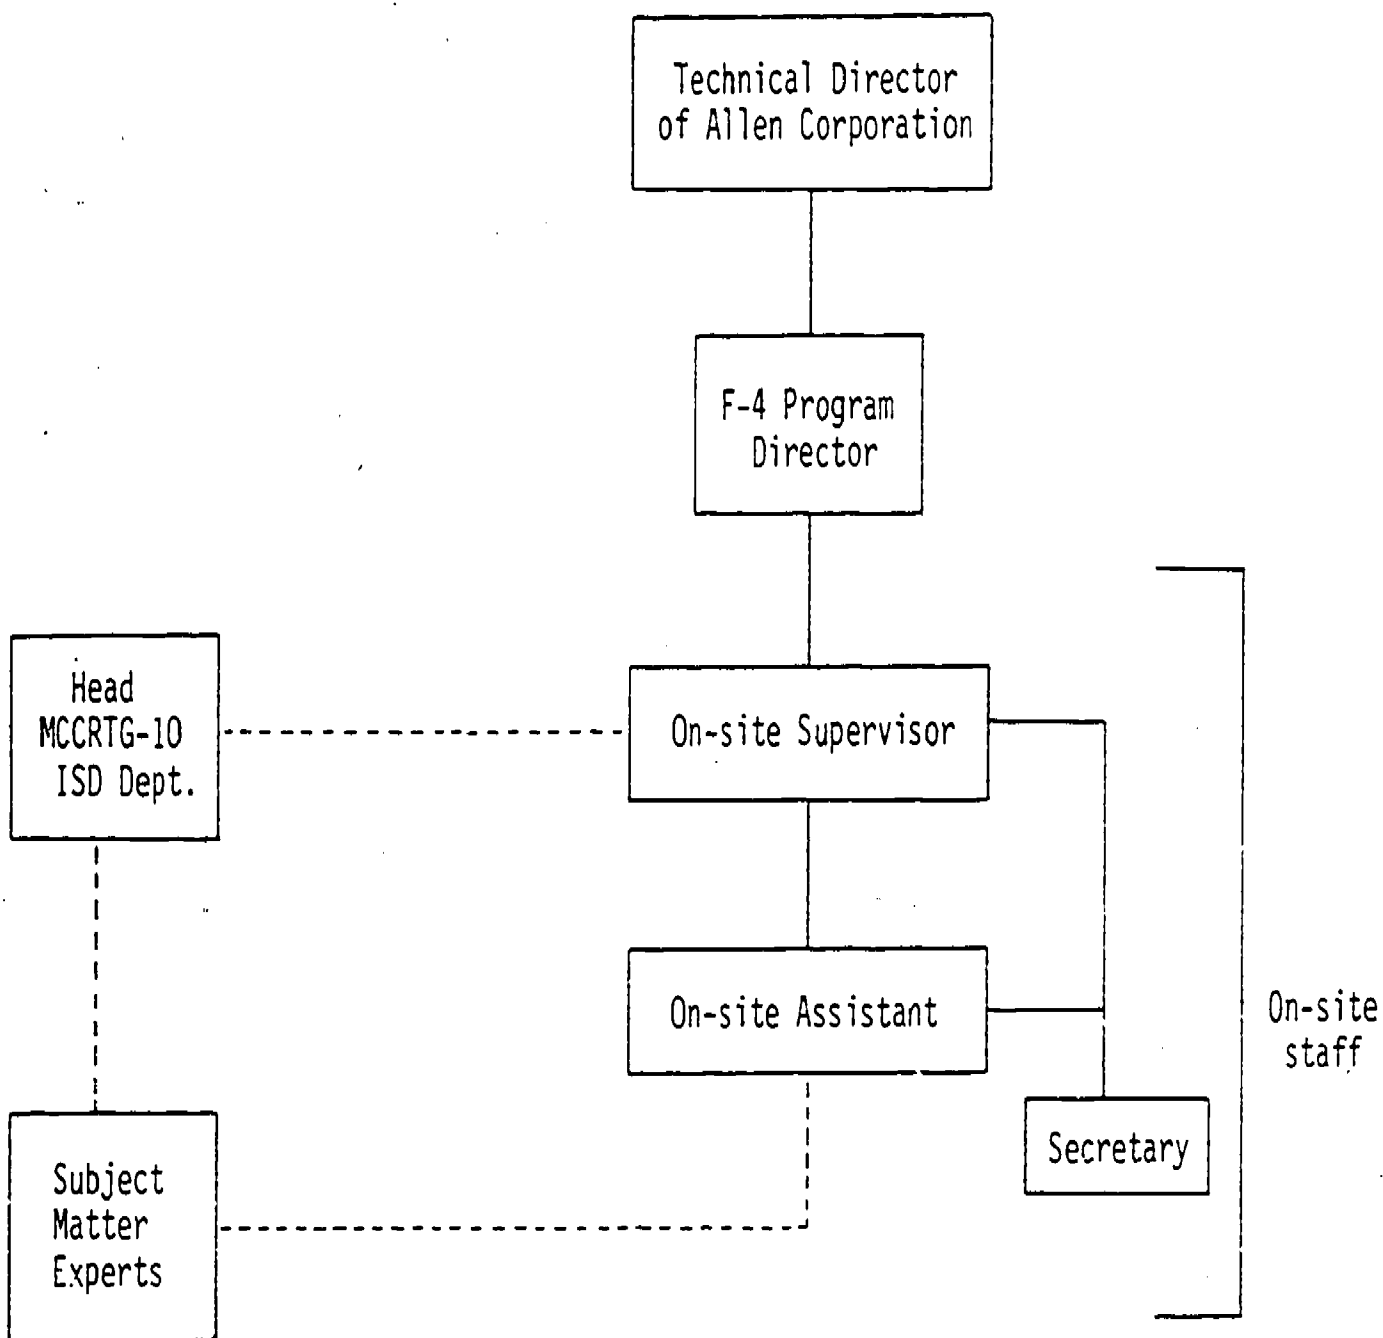 Technical Director
of Allen Corporation
F-4 Program
Director
Head
MCCRTG-10
ISD Dept.
On-site Supervisor
On-site Assistant
On-site
staff
Secretary
Subject
Matter
Experts